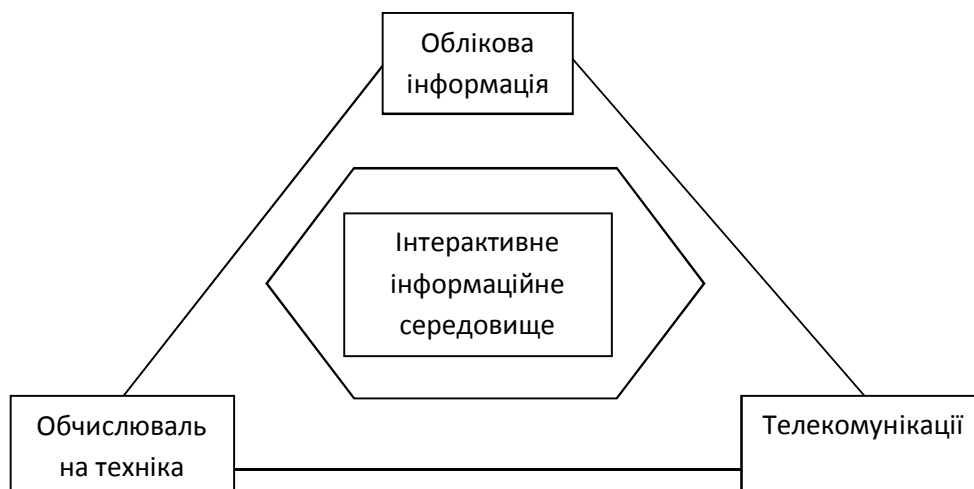 Облікова
інформація
Інтерактивне
інформаційне
середовище
Обчислюваль
на техніка
Телекомунікації